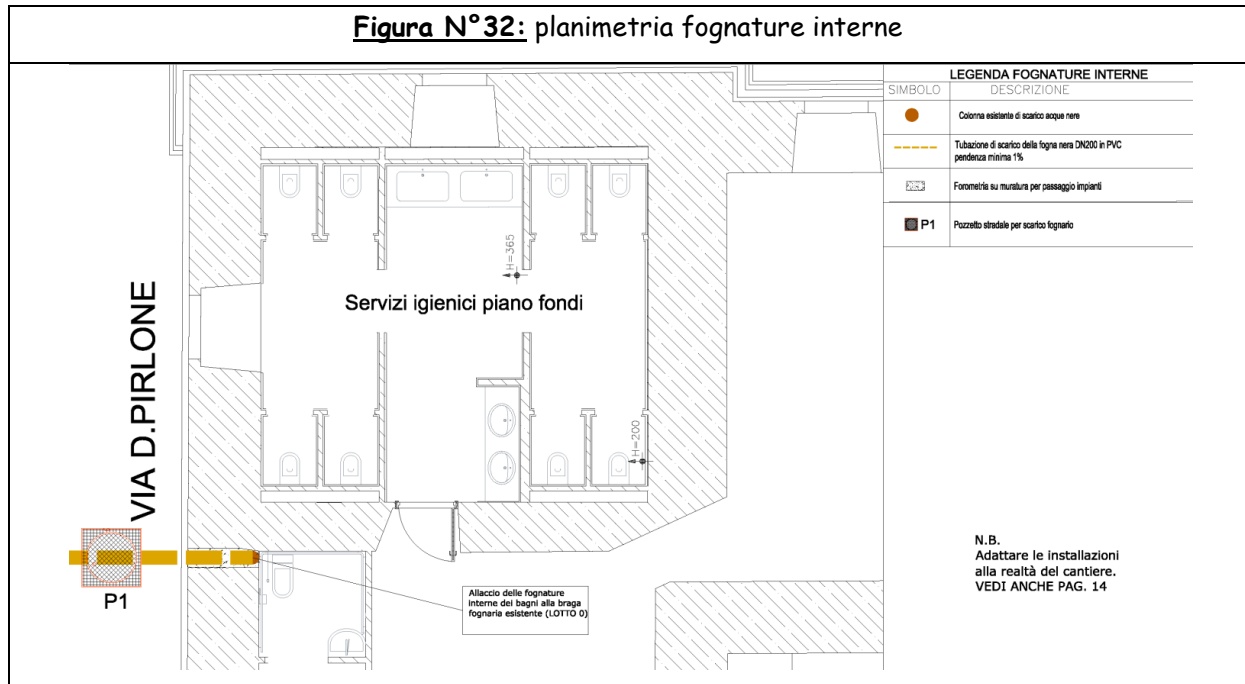 Figura N°32: planimetria fognature interne
LEGENDA FOGNATURE INTERNE
SIMBOLO DESCRIZIONE
Colonna esistente di scarico acque nere
Tubazione di scarico della fogna nera DN200 in PVC
pendenza minima 1%
Forometria su muratura per passaggio impianti
P1 Pozzetto stradale per scarico fognario
H=365
Servizi igienici piano fondi
VIA D.PIRLONE
H=200
P1
Allaccio delle fognature
interne dei bagni alla braga
fognaria esistente (LOTTO 0)
N.B.
Adattare le installazioni
alla realtà del cantiere.
VEDI ANCHE PAG. 14